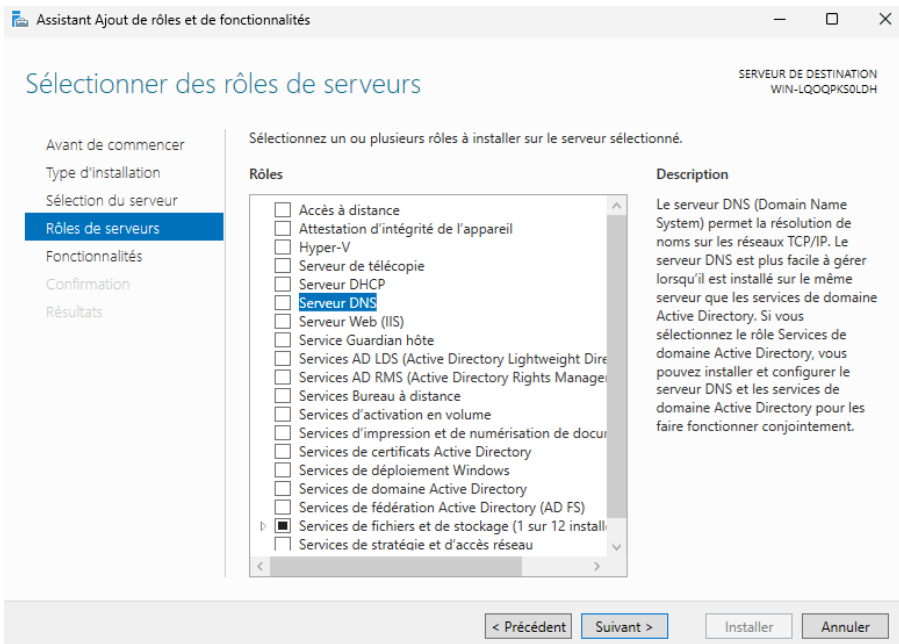 Assistant Ajout de rôles et de fonctionnalités
Sélectionner des rôles de serveurs
SERVEUR DE DESTINATION
WIN-LQOQPKS0LDH
Avant de commencer
Type d'installation
Sélection du serveur
Rôles de serveurs
Fonctionnalités
Confirmation
Résultats
Sélectionnez un ou plusieurs rôles à installer sur le serveur sélectionné.
Rôles
Accès à distance
Attestation d'intégrité de l'appareil
Hyper-V
Serveur de télécopie
Serveur DHCP
Serveur DNS
Serveur Web (IIS)
Service Guardian hôte
Services AD LDS (Active Directory Lightweight Dire
Services AD RMS (Active Directory Rights Manage
Services Bureau à distance
Services d'activation en volume
Services d'impression et de numérisation de docu
Services de certificats Active Directory
Services de déploiement Windows
Services de domaine Active Directory
Services de fédération Active Directory (AD FS)
Services de fichiers et de stockage (1 sur 12 install
Services de stratégie et d'accès réseau
Description
Le serveur DNS (Domain Name
System) permet la résolution de
noms sur les réseaux TCP/IP. Le
serveur DNS est plus facile à gérer
lorsqu'il est installé sur le même
serveur que les services de domaine
Active Directory. Si vous
sélectionnez le rôle Services de
domaine Active Directory, vous
pouvez installer et configurer le
serveur DNS et les services de
domaine Active Directory pour les
faire fonctionner conjointement.
< Précédent
Suivant >
Installer
Annuler